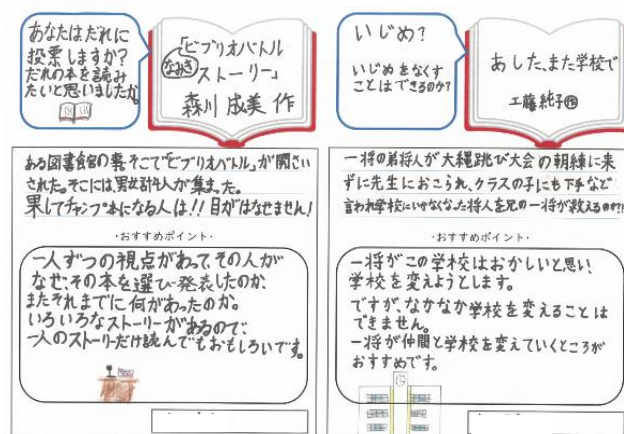 あなたはだれに
投票しますか?
だれの本を読み
たいと思いましたか。
「ビブリオバトル
なみき
ストーリー」
森川成美 作
ある図書館の事、そこで"ビブリオバトル"が開さい
された。そこには男女計4人が集まった。
果してチャンプ本になる人は!!目がはなせません!
・おすすめポイント・
一人ずつの視点があって、その人が
なぜ、その本を選び発表したのか、
またそれまでに何があったのか。
いろいろなストーリーがあるので、
一人のストーリーだけ読んでもおもしろいです。
いじめ?
いじめをなくす
ことはできるのか?
あした、また学校で
工藤純子作
一将の弟将人が大縄跳び大会の朝練に来
ずに先生におこられ、クラスの子にも下手など
言われ学校にいかなくなった将人を兄の一将が救えるのか?!
・おすすめポイント・
一将がこの学校はおかしいと思い、
学校を変えようとします。
ですが、なかなか学校を変えることは
できません。
一将が仲間と学校を変えていくところが
おすすめです。